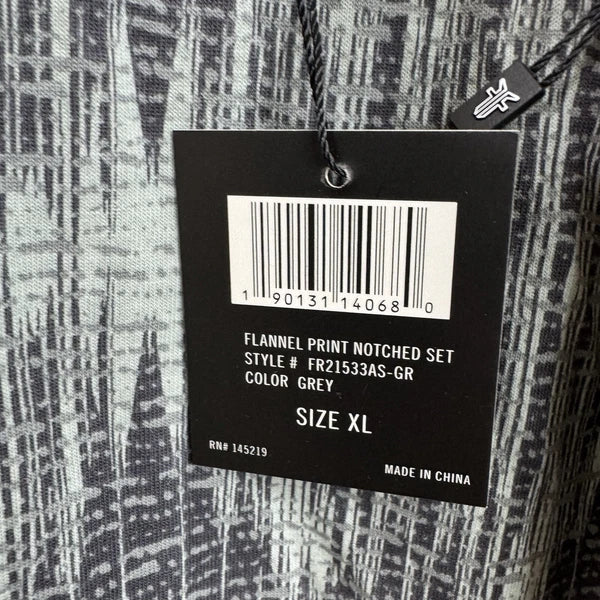 1 90131 14068 0
FLANNEL PRINT NOTCHED SET
STYLE # FR21533AS-GR
COLOR GREY
SIZE XL
RN# 145219
MADE IN CHINA